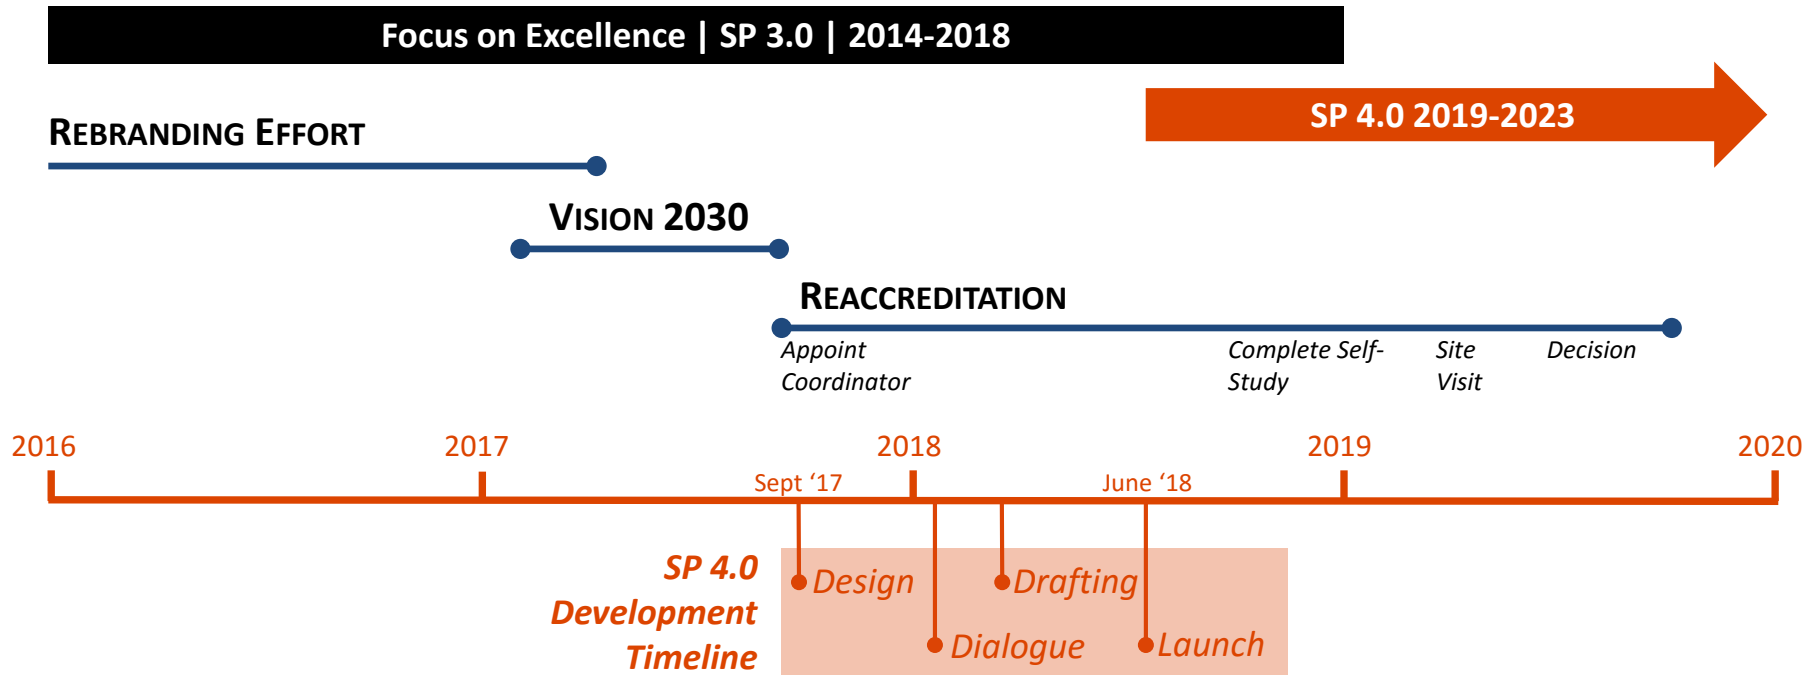 Focus on Excellence | SP 3.0 | 2014-2018
SP 4.0 2019-2023
REBRANDING EFFORT
VISION 2030
REACCREDITATION
Appoint
Coordinator
Complete Self-
Study
Site
Visit
Decision
2016
2017
2018
2019
2020
Sept ‘17
June ‘18
SP 4.0
Development
Timeline
Design
Drafting
Dialogue
Launch